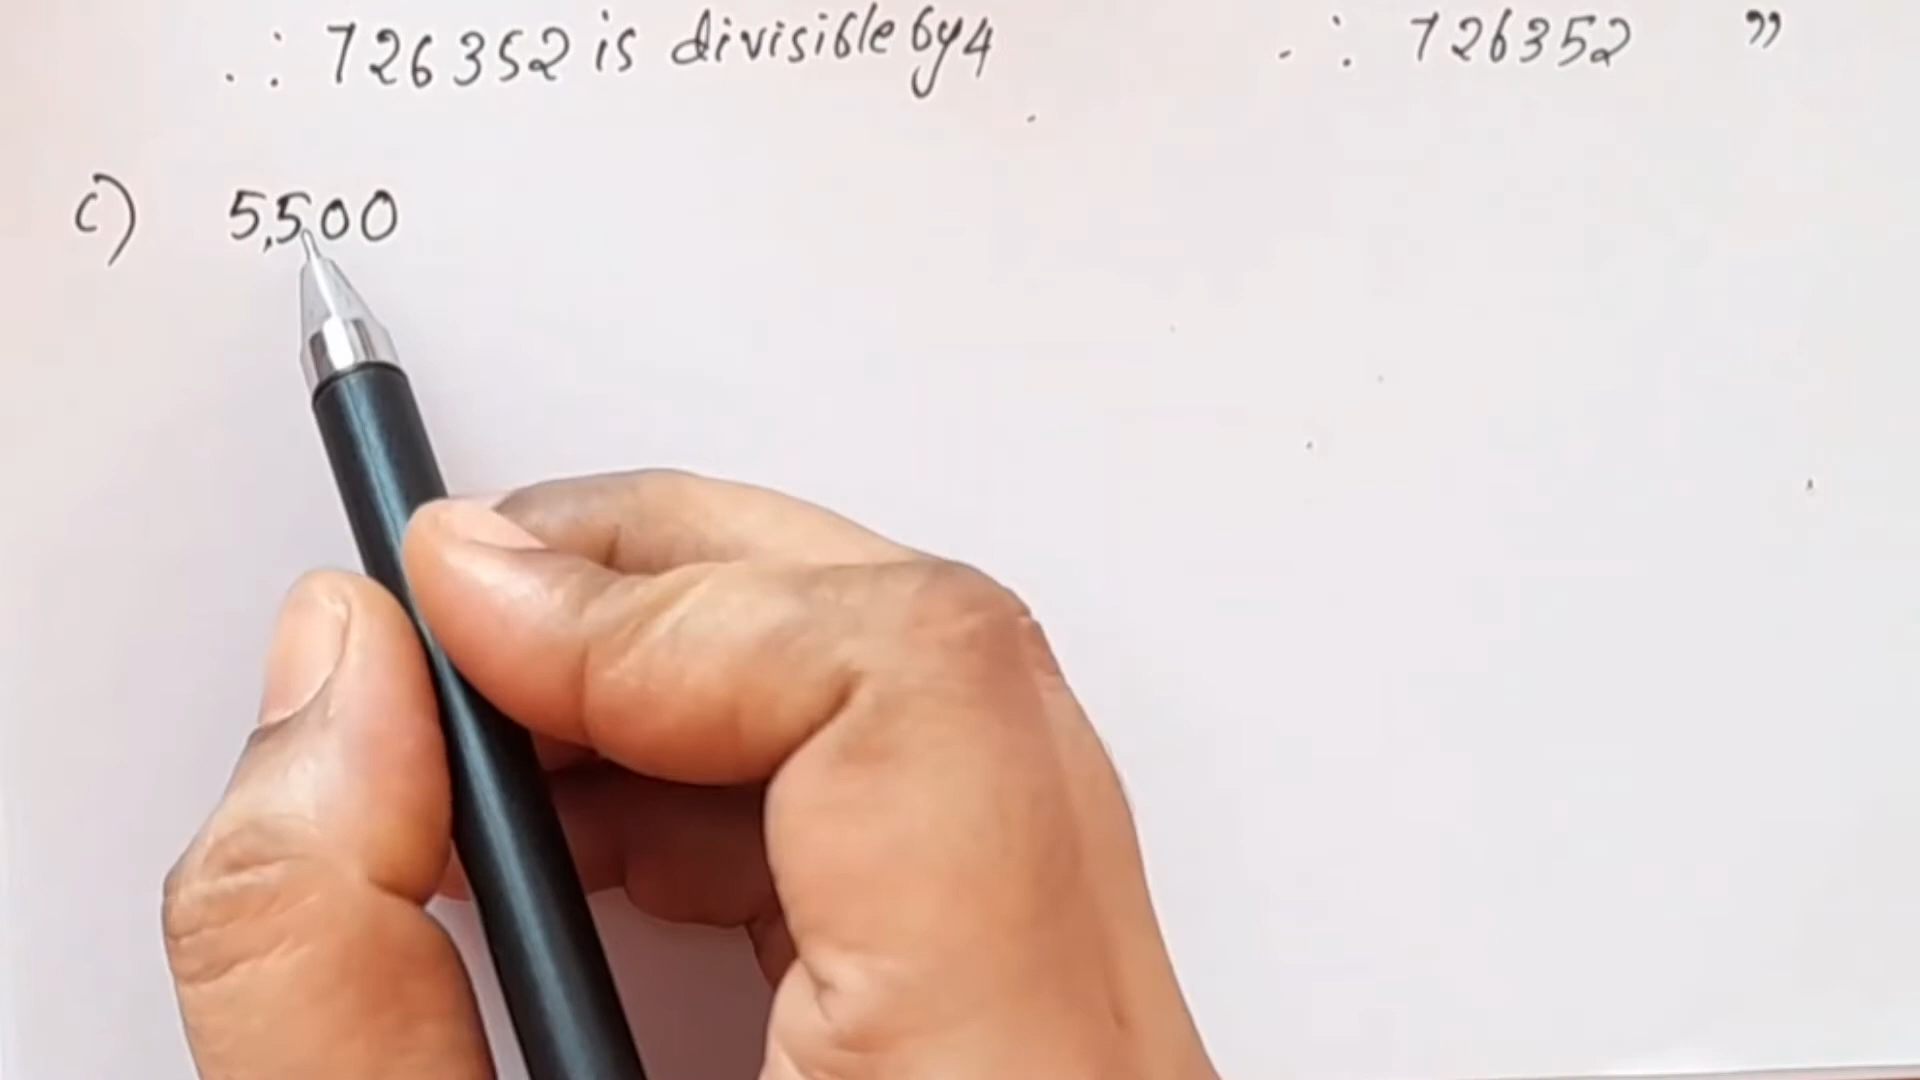 ∴ 726352 is divisible by 4
∴ 726352 ”
c) 5,500